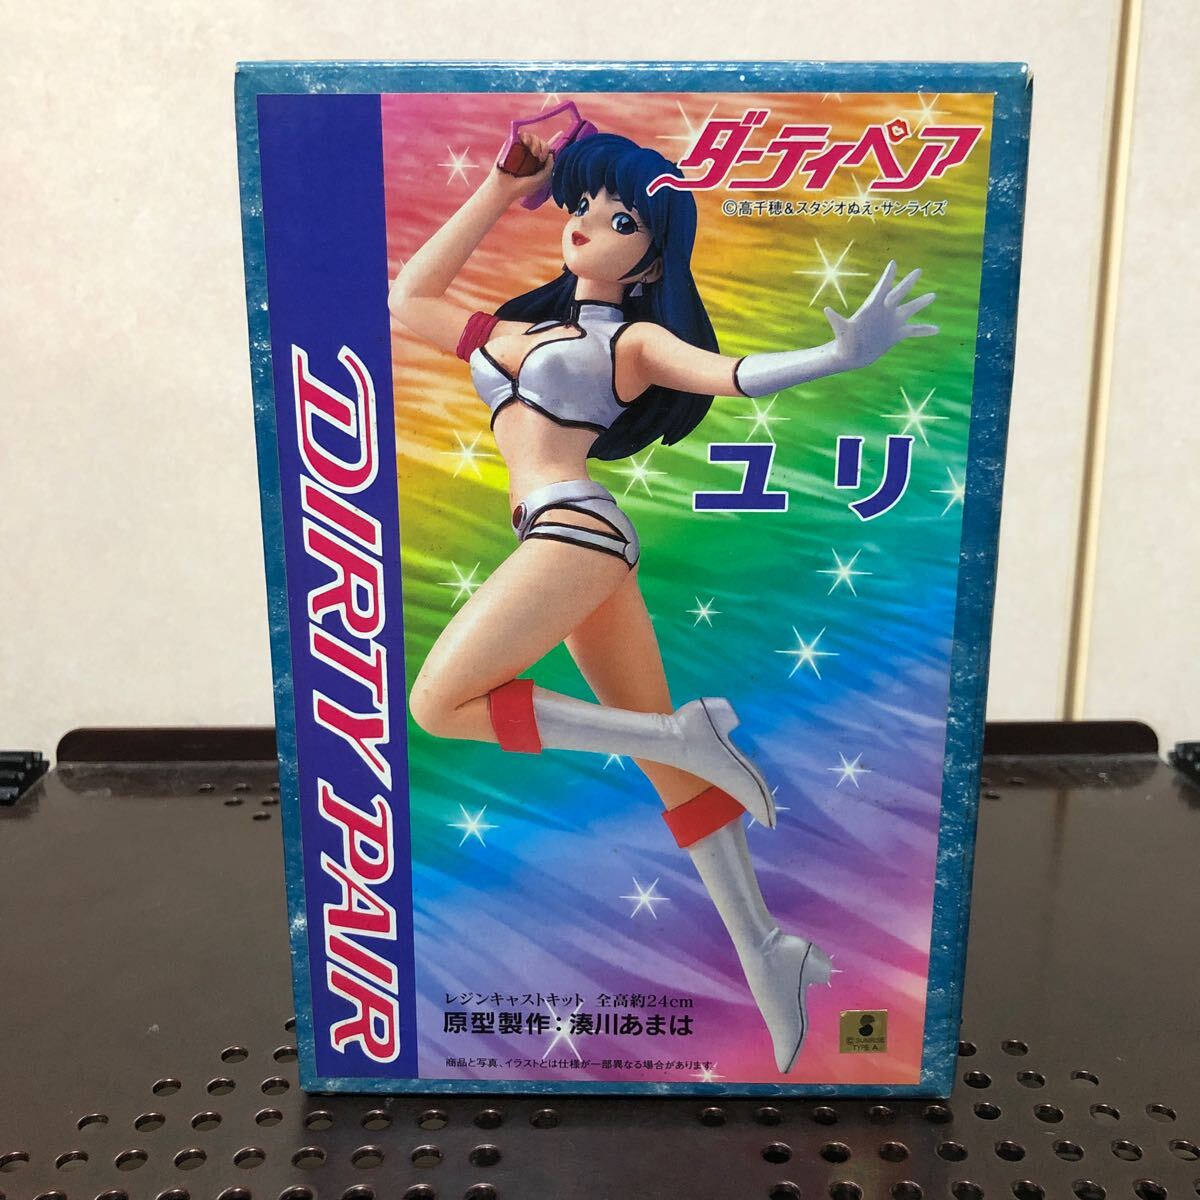 ダーティペア
©高千穂&スタジオぬえ・サンライズ
DIRTY PAIR
ユリ
レジンキャストキット 全高約24cm
原型製作:湊川あまは
商品と写真、イラストとは仕様が一部異なる場合があります。
© SUNRISE
TYPE A